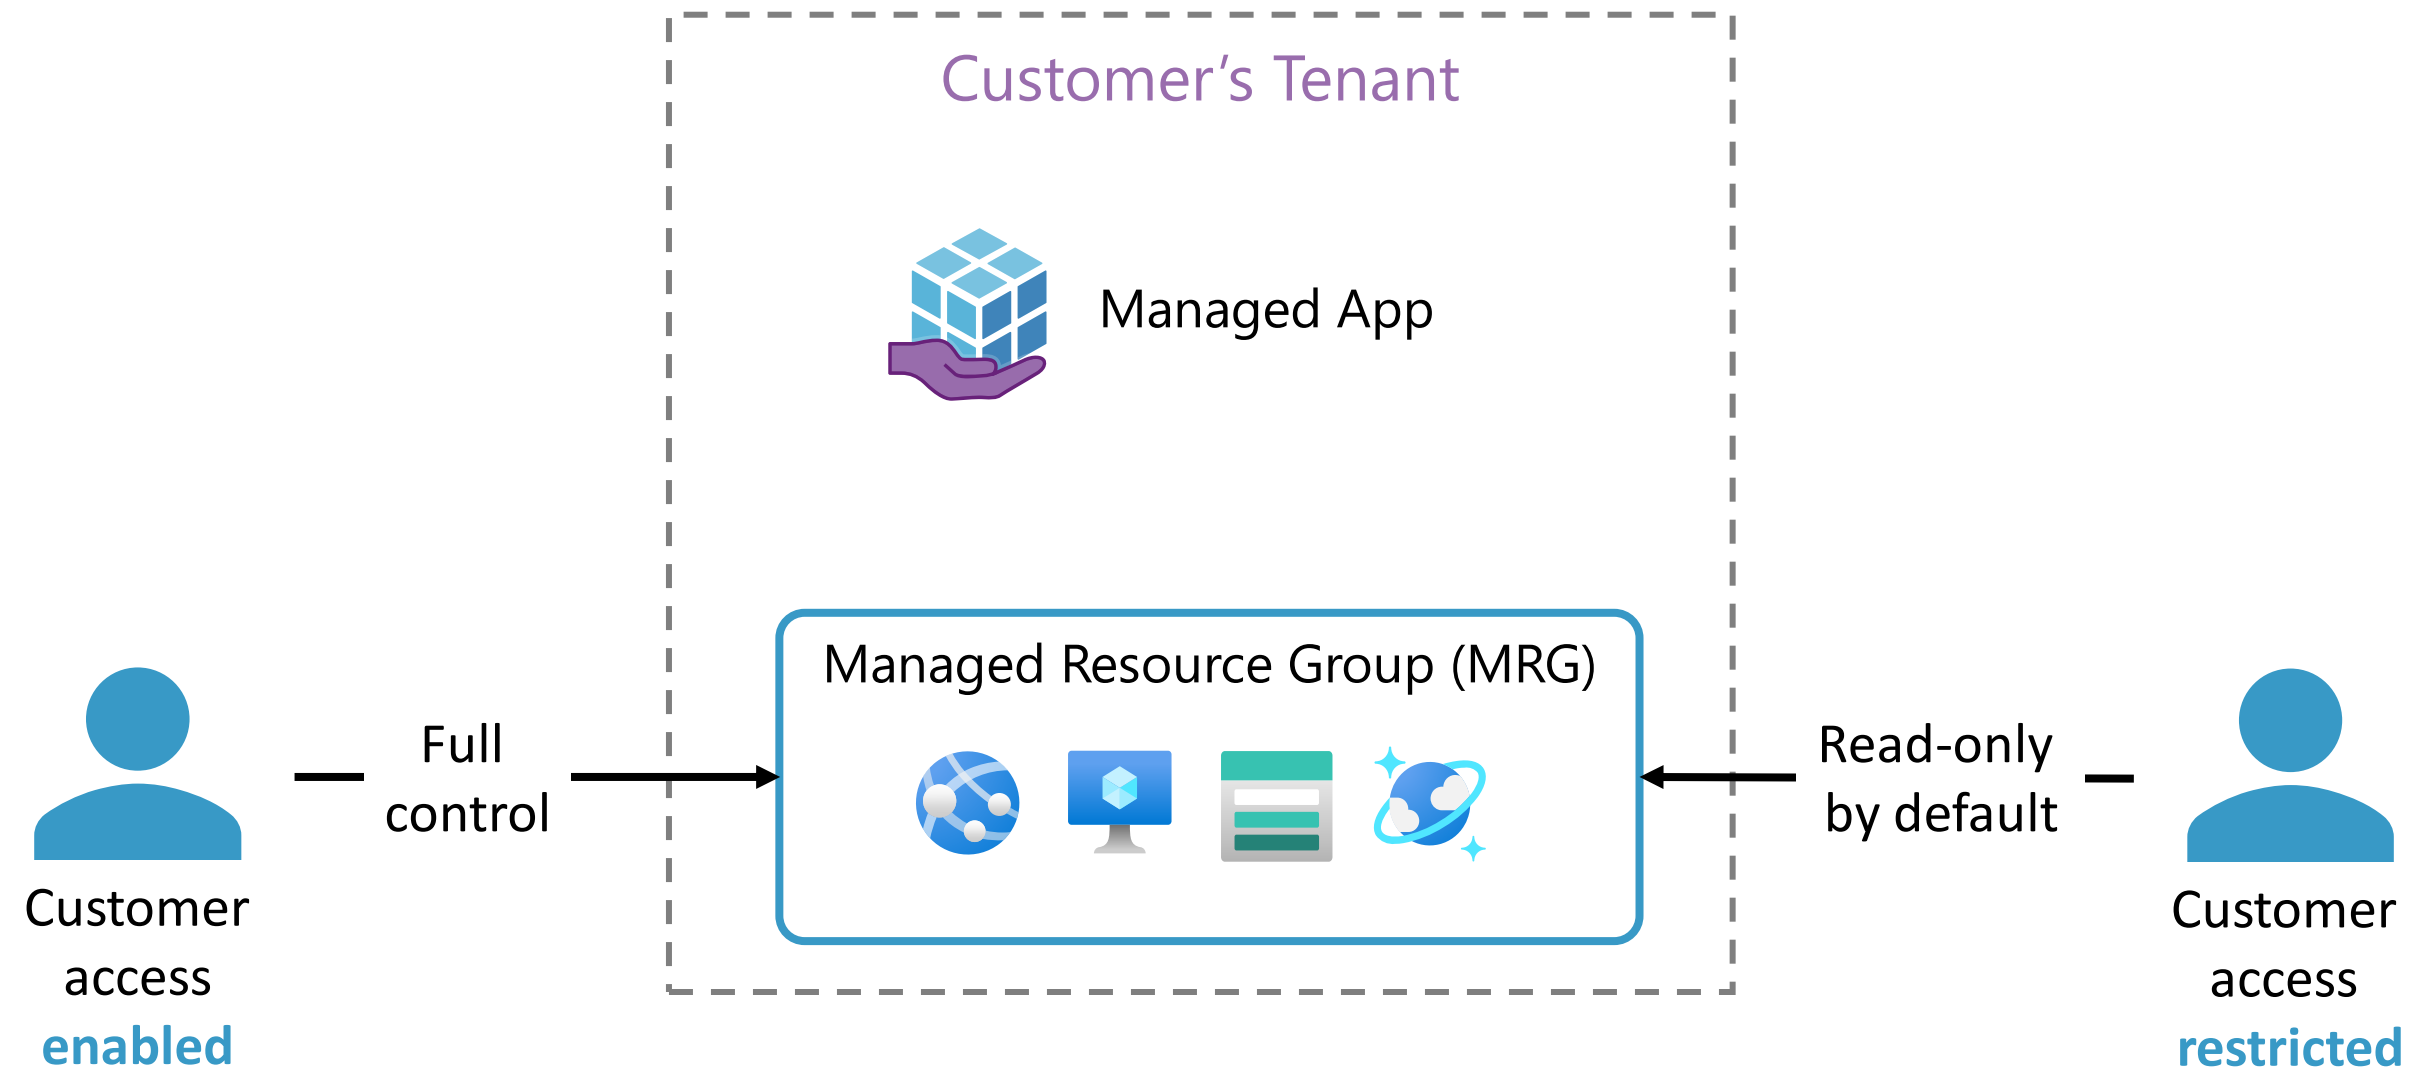 Customer’s Tenant
Managed App
Managed Resource Group (MRG)
Full
control
Read-only
by default
Customer
access
enabled
Customer
access
restricted